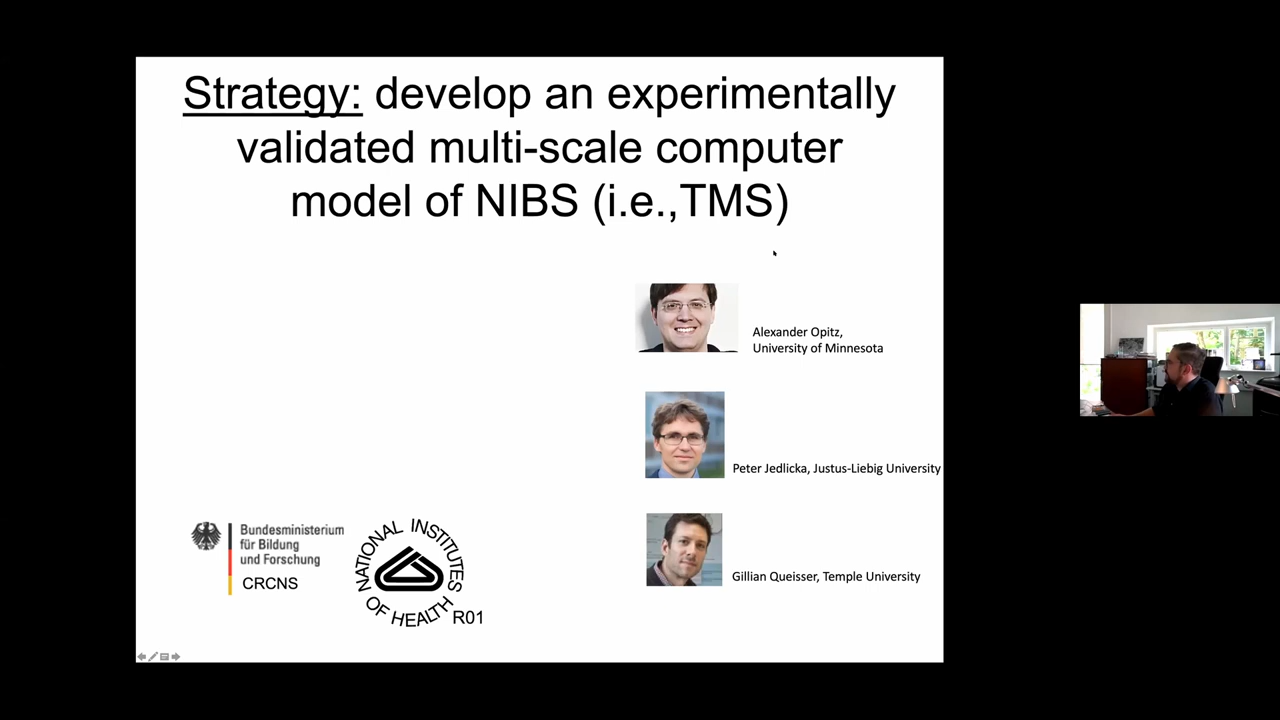 Strategy: develop an experimentally
validated multi-scale computer
model of NIBS (i.e.,TMS)
Alexander Opitz,
University of Minnesota
Peter Jedlicka, Justus-Liebig University
Gillian Queisser, Temple University
Bundesministerium
für Bildung
und Forschung
CRCNS
NATIONAL INSTITUTES
OF HEALTH
R01